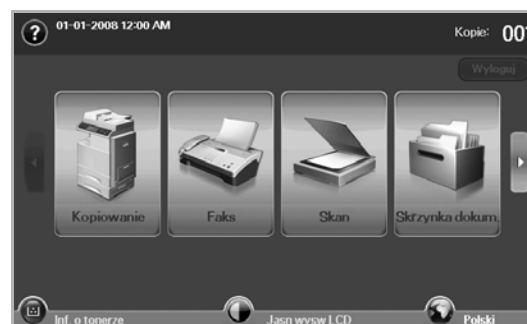 ?
01-01-2008 12:00 AM
Kopie: 001
Wyloguj
Kopiowanie
Faks
Skan
Skrzynka dokum.
Inf. o tonerze
Jasn wysw LCD
Polski